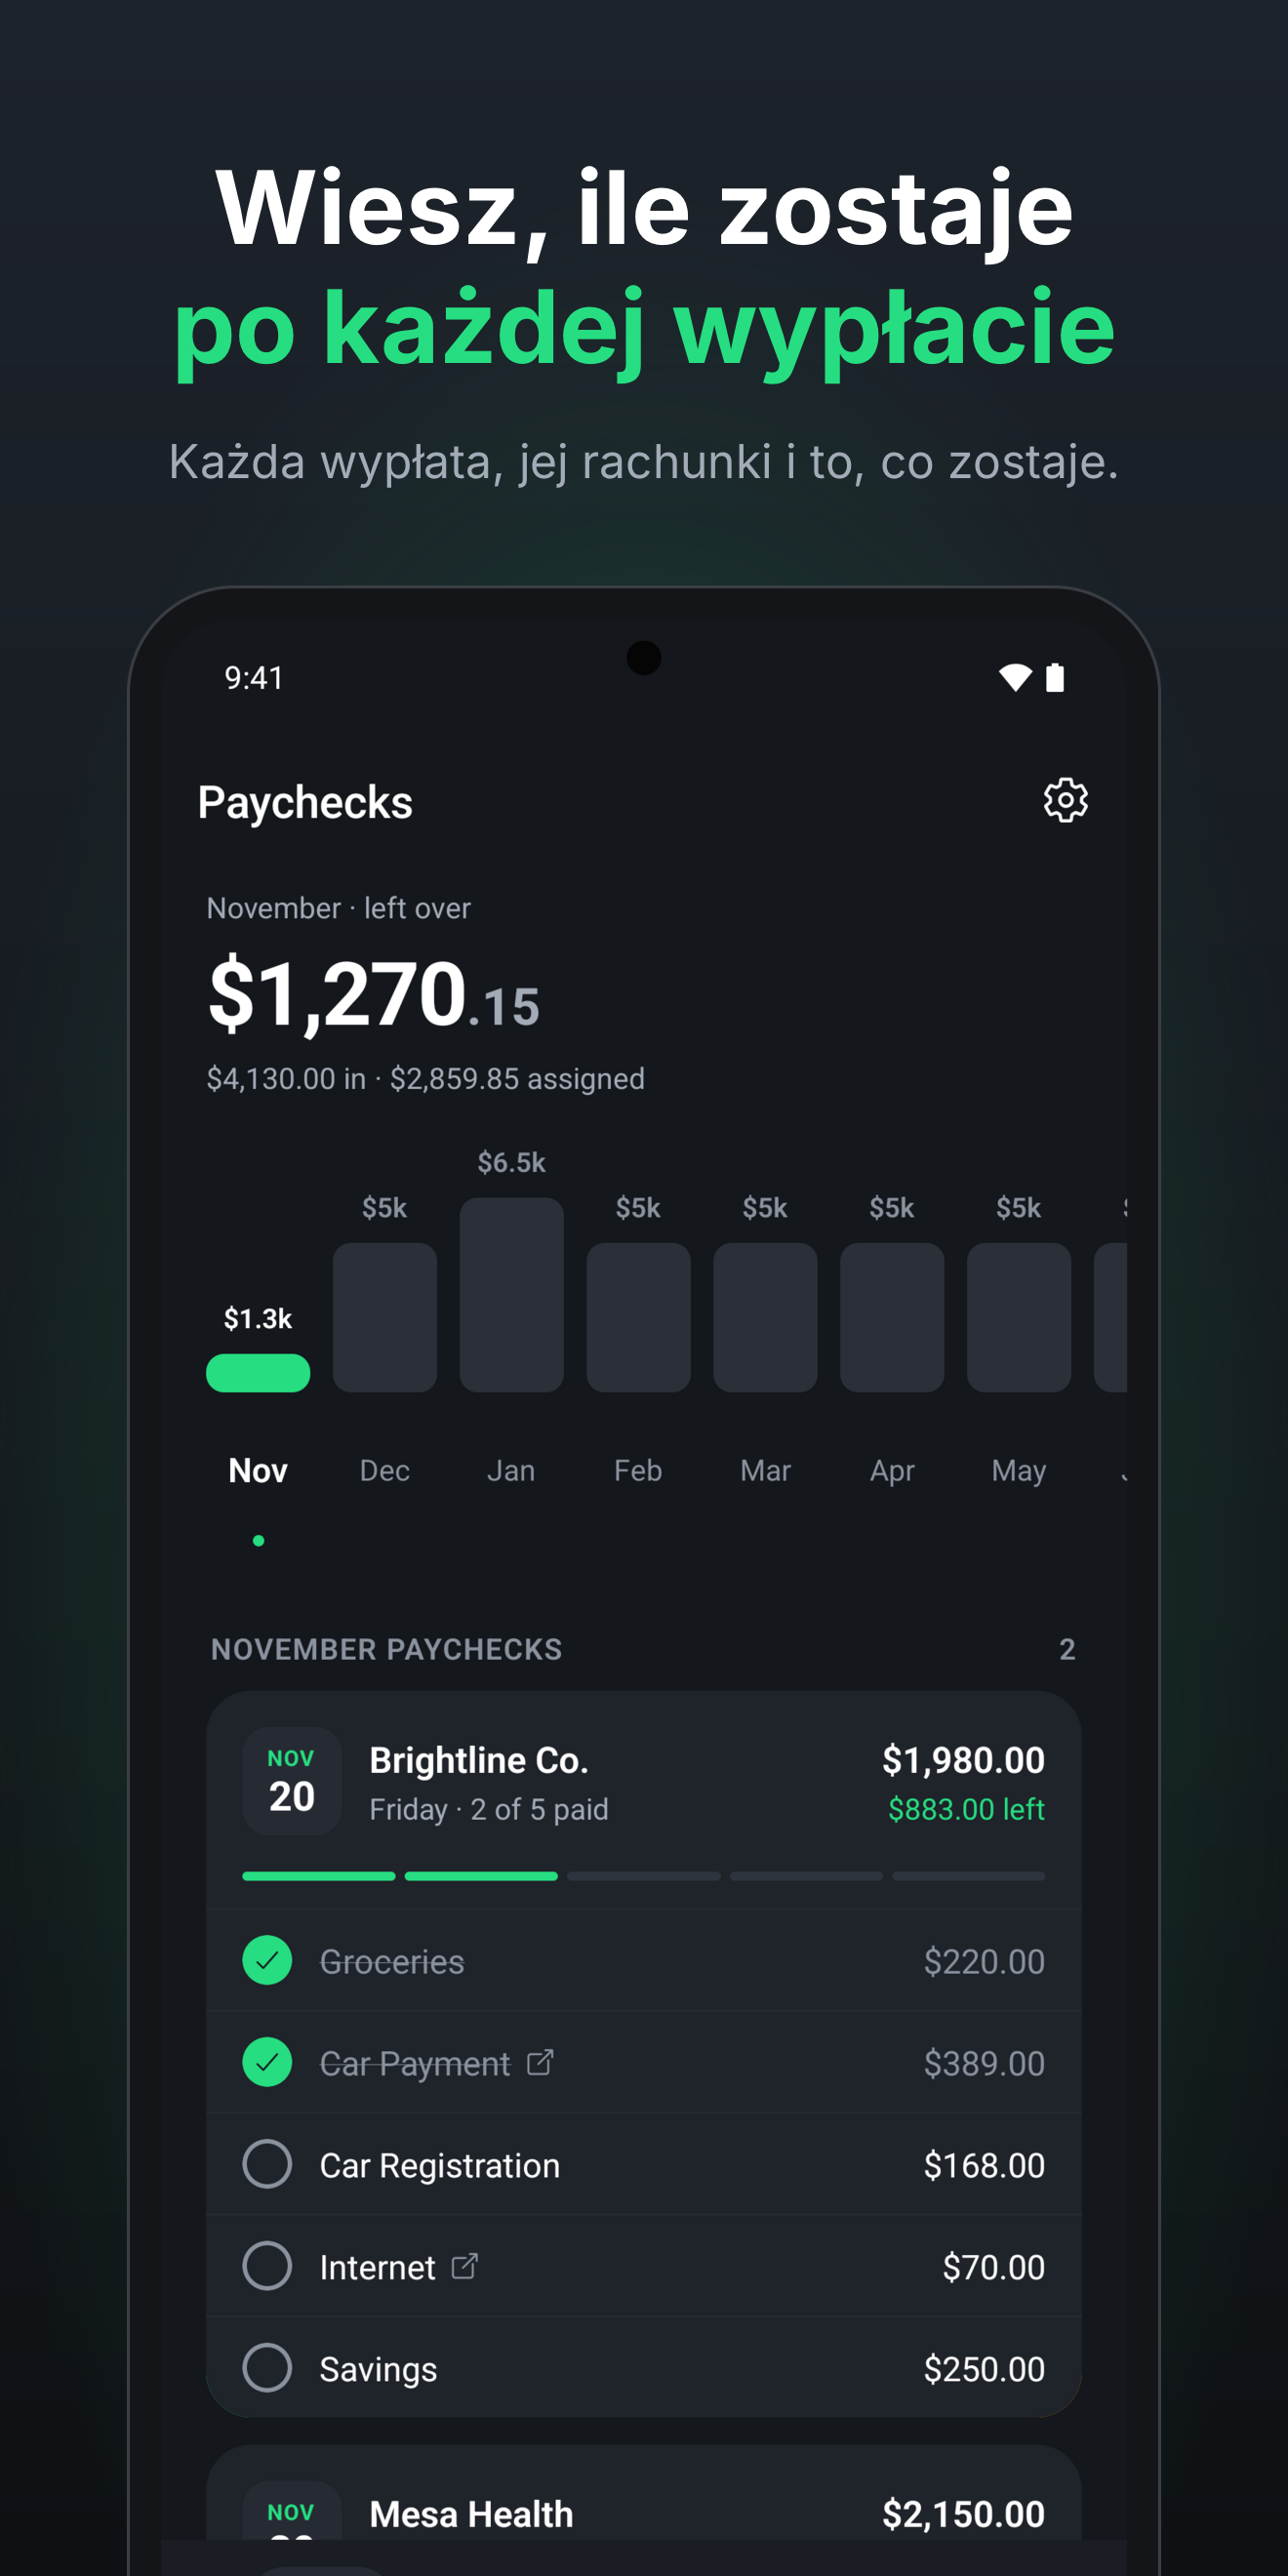 Wiesz, ile zostaje
po każdej wypłacie
Każda wypłata, jej rachunki i to, co zostaje.
9:41
Paychecks
November · left over
$1,270.15
$4,130.00 in · $2,859.85 assigned
$6.5k
$5k $5k $5k $5k $5k
$1.3k
Nov Dec Jan Feb Mar Apr May
NOVEMBER PAYCHECKS 2
NOV
20
Brightline Co. $1,980.00
Friday · 2 of 5 paid $883.00 left
Groceries $220.00
Car Payment $389.00
Car Registration $168.00
Internet $70.00
Savings $250.00
NOV
Mesa Health $2,150.00